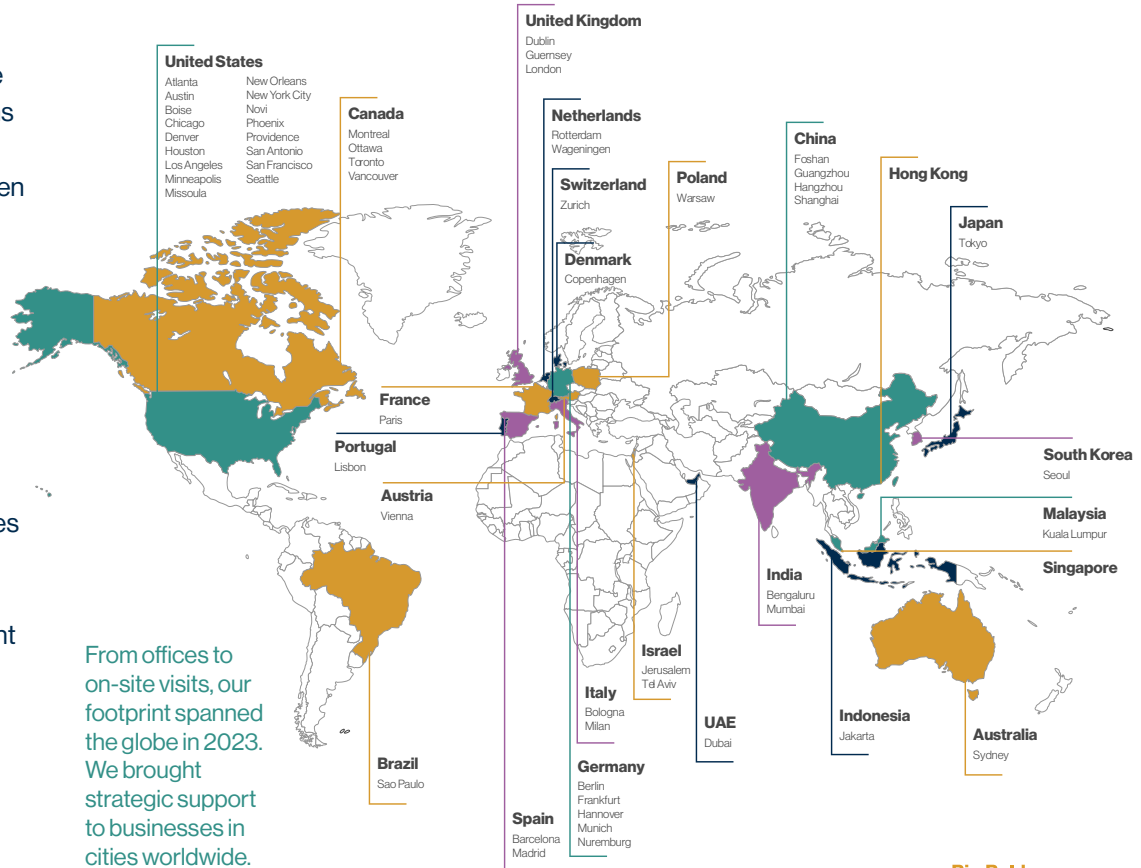 e
s
en
es
nt
United States
Atlanta
Austin
Boise
Chicago
Denver
Houston
Los Angeles
Minneapolis
Missoula
New Orleans
New York City
Novi
Phoenix
Providence
San Antonio
San Francisco
Seattle
Canada
Montreal
Ottawa
Toronto
Vancouver
United Kingdom
Dublin
Guernsey
London
Netherlands
Rotterdam
Wageningen
Switzerland
Zurich
Denmark
Copenhagen
Poland
Warsaw
China
Foshan
Guangzhou
Hangzhou
Shanghai
Hong Kong
Japan
Tokyo
France
Paris
Portugal
Lisbon
Austria
Vienna
South Korea
Seoul
Malaysia
Kuala Lumpur
Singapore
India
Bengaluru
Mumbai
Israel
Jerusalem
Tel Aviv
Italy
Bologna
Milan
UAE
Dubai
Indonesia
Jakarta
Australia
Sydney
Brazil
Sao Paulo
Germany
Berlin
Frankfurt
Hannover
Munich
Nuremburg
Spain
Barcelona
Madrid
From offices to
on-site visits, our
footprint spanned
the globe in 2023.
We brought
strategic support
to businesses in
cities worldwide.